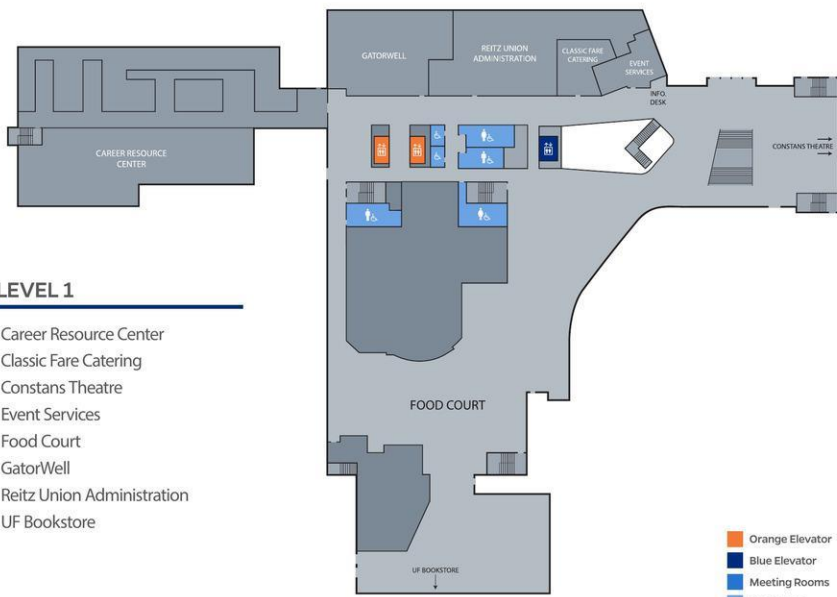 GATORWELL
REITZ UNION
ADMINISTRATION
CLASSIC FARE
CATERING
EVENT
SERVICES
INFO.
DESK
CAREER RESOURCE
CENTER
CONSTANS THEATRE
LEVEL 1
Career Resource Center
Classic Fare Catering
Constans Theatre
Event Services
Food Court
GatorWell
Reitz Union Administration
UF Bookstore
FOOD COURT
UF BOOKSTORE
Orange Elevator
Blue Elevator
Meeting Rooms